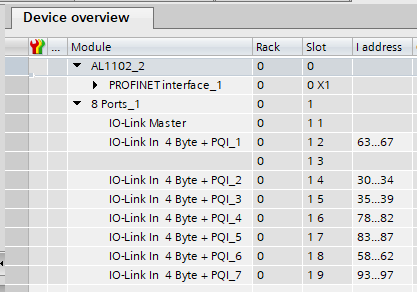 Device overview
... Module Rack Slot I address
AL1102_2 0 0
PROFINET interface_1 0 0 X1
8 Ports_1 0 1
IO-Link Master 0 1 1
IO-Link In 4 Byte + PQI_1 0 1 2 63...67
0 1 3
IO-Link In 4 Byte + PQI_2 0 1 4 30...34
IO-Link In 4 Byte + PQI_3 0 1 5 35...39
IO-Link In 4 Byte + PQI_4 0 1 6 78...82
IO-Link In 4 Byte + PQI_5 0 1 7 83...87
IO-Link In 4 Byte + PQI_6 0 1 8 58...62
IO-Link In 4 Byte + PQI_7 0 1 9 93...97